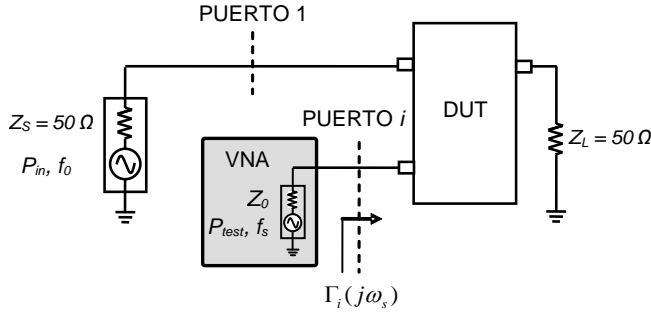 PUERTO 1
Z_S = 50 Ω
P_in, f_0
DUT
Z_L = 50 Ω
PUERTO i
VNA
Z_0
P_test, f_s
Γ_i(jω_s)